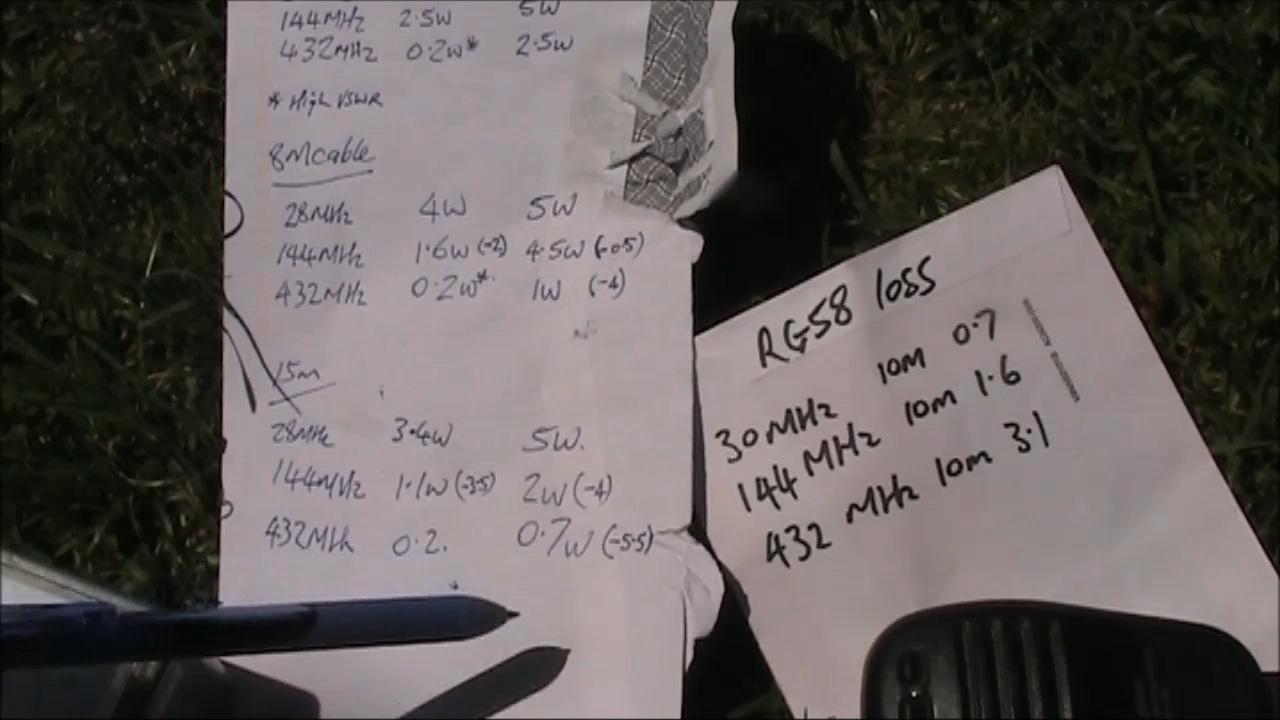 144MHz 2.5W 5W
432MHz 0.2W* 2.5W
* High VSWR
8M cable
28MHz 4W 5W
144MHz 1.6W (-2) 4.5W (-0.5)
432MHz 0.2W* 1W (-4)
15m
28MHz 3.4W 5W.
144MHz 1.1W (-3.5) 2W (-4)
432MHz 0.2. 0.7W (-5.5)
RG58 loss
30MHz 10m 0.7
144MHz 10m 1.6
432 MHz 10m 3.1